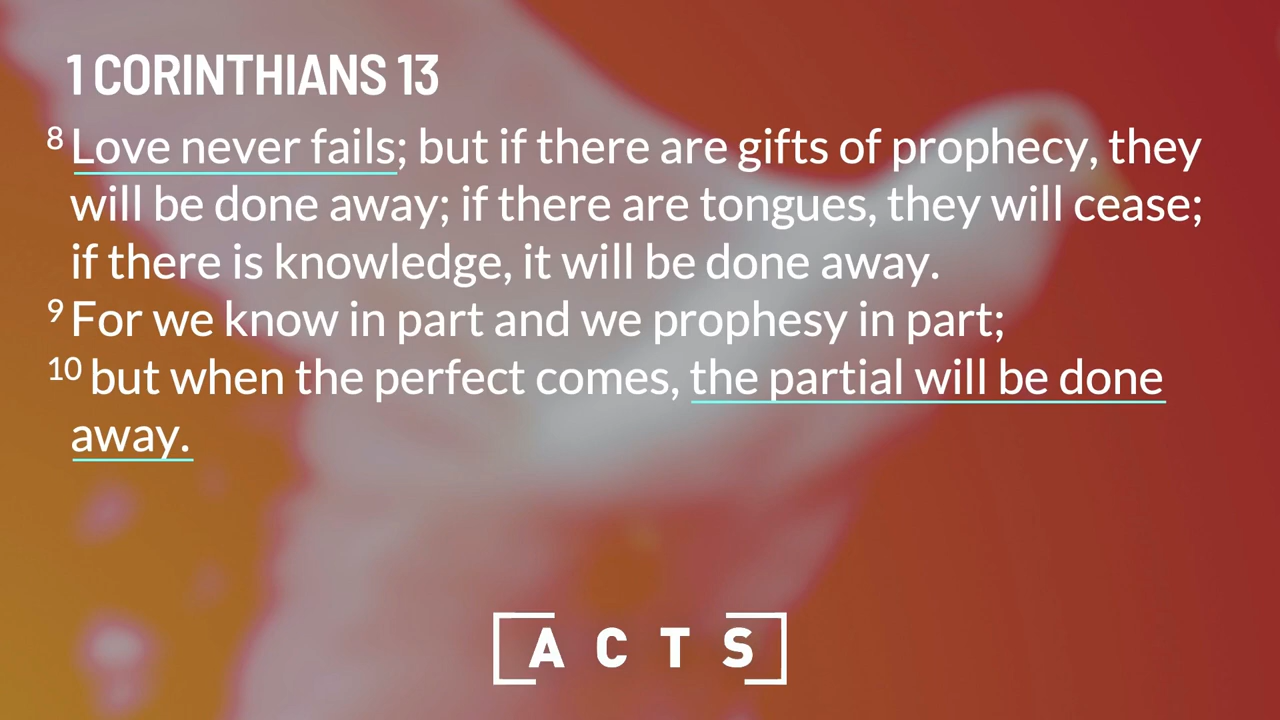 1 CORINTHIANS 13
8 Love never fails; but if there are gifts of prophecy, they
will be done away; if there are tongues, they will cease;
if there is knowledge, it will be done away.
9 For we know in part and we prophesy in part;
10 but when the perfect comes, the partial will be done
away.
ACTS